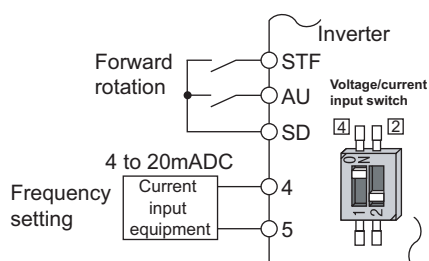 Inverter
Forward
rotation
STF
AU
SD
Voltage/current
input switch
4
2
ON
1 2
4 to 20mADC
Frequency
setting
Current
input
equipment
4
5